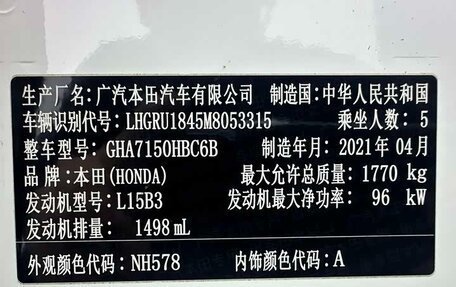 生产厂名:广汽本田汽车有限公司 制造国:中华人民共和国
车辆识别代号: LHGRU1845M8053315 乘坐人数: 5
整车型号: GHA7150HBC6B 制造年月: 2021年04月
品牌:本田(HONDA) 最大允许总质量: 1770 kg
发动机型号:L15B3 发动机最大净功率: 96 kW
发动机排量: 1498 mL
外观颜色代码: NH578 内饰颜色代码: A